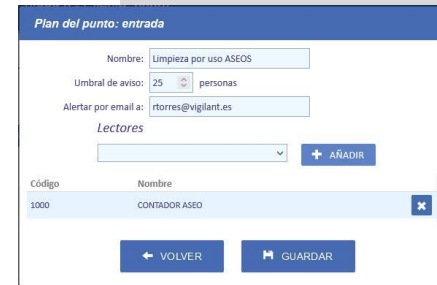 Plan del punto: entrada
Nombre: Limpieza por uso ASEOS
Umbral de aviso: 25 personas
Alertar por email a: rtorres@vigilant.es
Lectores
AÑADIR
Código Nombre
1000 CONTADOR ASEO
VOLVER GUARDAR